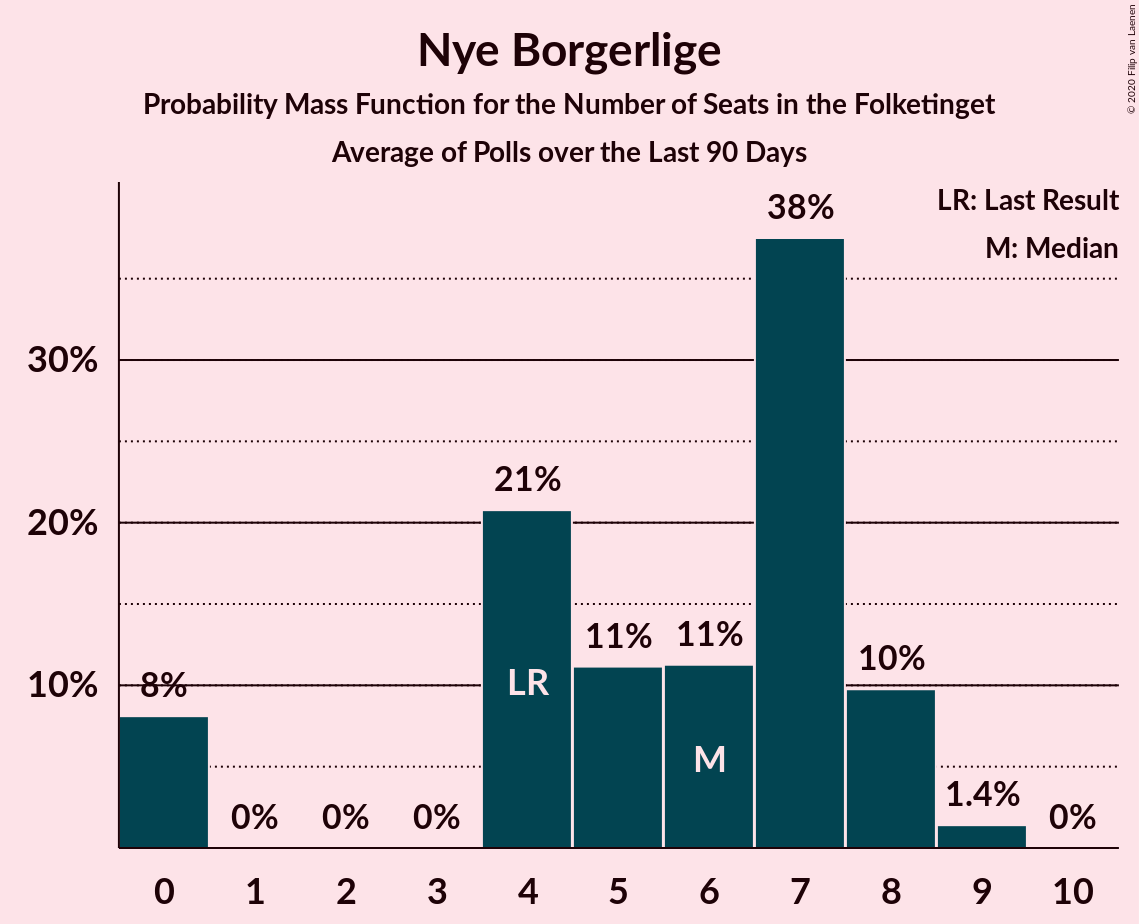 Nye Borgerlige
Probability Mass Function for the Number of Seats in the Folketinget
Average of Polls over the Last 90 Days
© 2020 Filip van Laenen
LR: Last Result
M: Median
38%
30%
21%
20%
11%
11%
10%
10%
8%
LR
M
1.4%
0%
0%
0%
0%
0 1 2 3 4 5 6 7 8 9 10